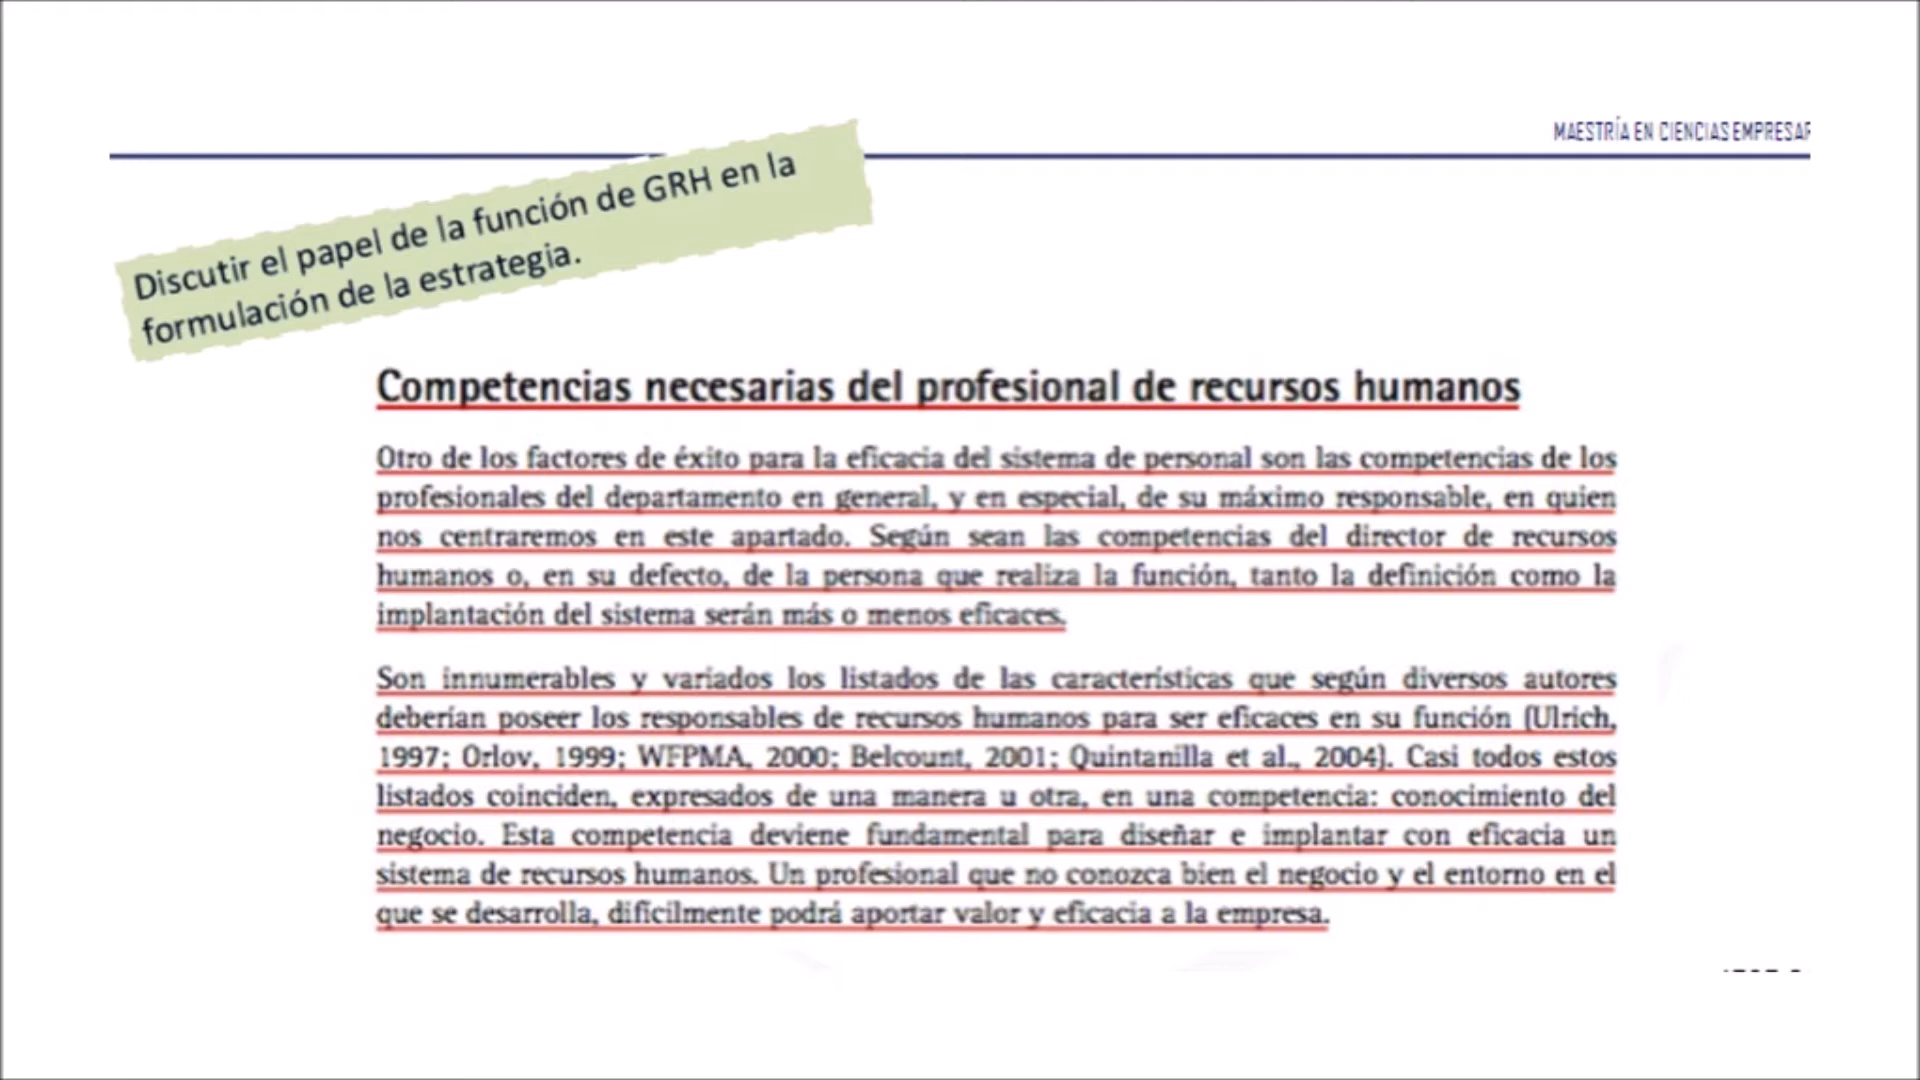 MAESTRÍA EN CIENCIAS EMPRESAR
Discutir el papel de la función de GRH en la
formulación de la estrategia.
Competencias necesarias del profesional de recursos humanos
Otro de los factores de éxito para la eficacia del sistema de personal son las competencias de los
profesionales del departamento en general, y en especial, de su máximo responsable, en quien
nos centraremos en este apartado. Según sean las competencias del director de recursos
humanos o, en su defecto, de la persona que realiza la función, tanto la definición como la
implantación del sistema serán más o menos eficaces.
Son innumerables y variados los listados de las características que según diversos autores
deberían poseer los responsables de recursos humanos para ser eficaces en su función (Ulrich,
1997; Orlov, 1999; WFPMA, 2000; Belcount, 2001; Quintanilla et al., 2004). Casi todos estos
listados coinciden, expresados de una manera u otra, en una competencia: conocimiento del
negocio. Esta competencia deviene fundamental para diseñar e implantar con eficacia un
sistema de recursos humanos. Un profesional que no conozca bien el negocio y el entorno en el
que se desarrolla, difícilmente podrá aportar valor y eficacia a la empresa.